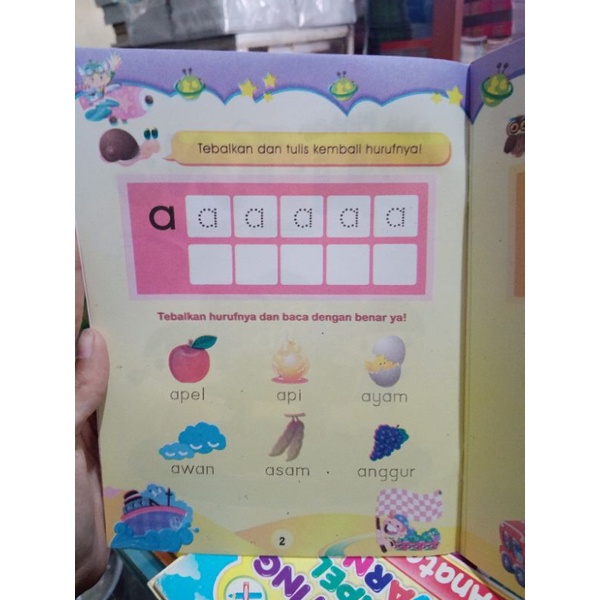 Tebalkan dan tulis kembali hurufnya!
a a a a a a
Tebalkan hurufnya dan baca dengan benar ya!
apel api ayam
awan asam anggur
2